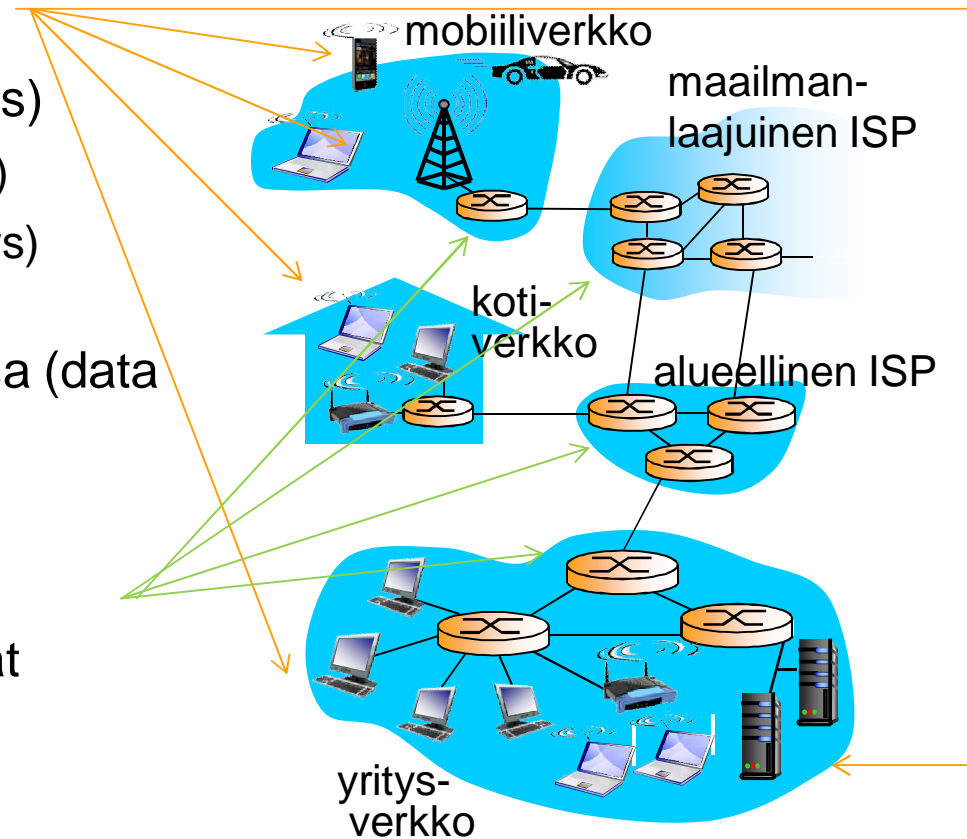 mobiiliverkko
s)
maailman-
laajuinen ISP
)
s)
koti-
verkko
a (data
alueellinen ISP
at
yritys-
verkko